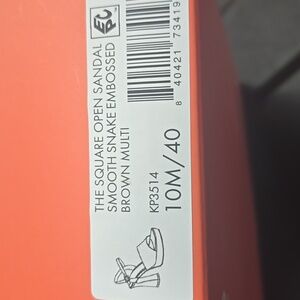 THE SQUARE OPEN SANDAL
SMOOTH SNAKE EMBOSSED
BROWN MULTI
KP3514
10M/40
8 40421 73419